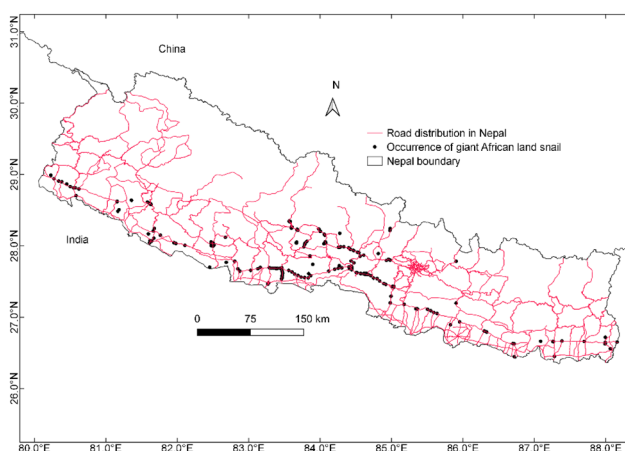 31.0°N
China
N
30.0°N
Road distribution in Nepal
Occurrence of giant African land snail
Nepal boundary
29.0°N
28.0°N
India
27.0°N
0 75 150 km
26.0°N
80.0°E 81.0°E 82.0°E 83.0°E 84.0°E 85.0°E 86.0°E 87.0°E 88.0°E